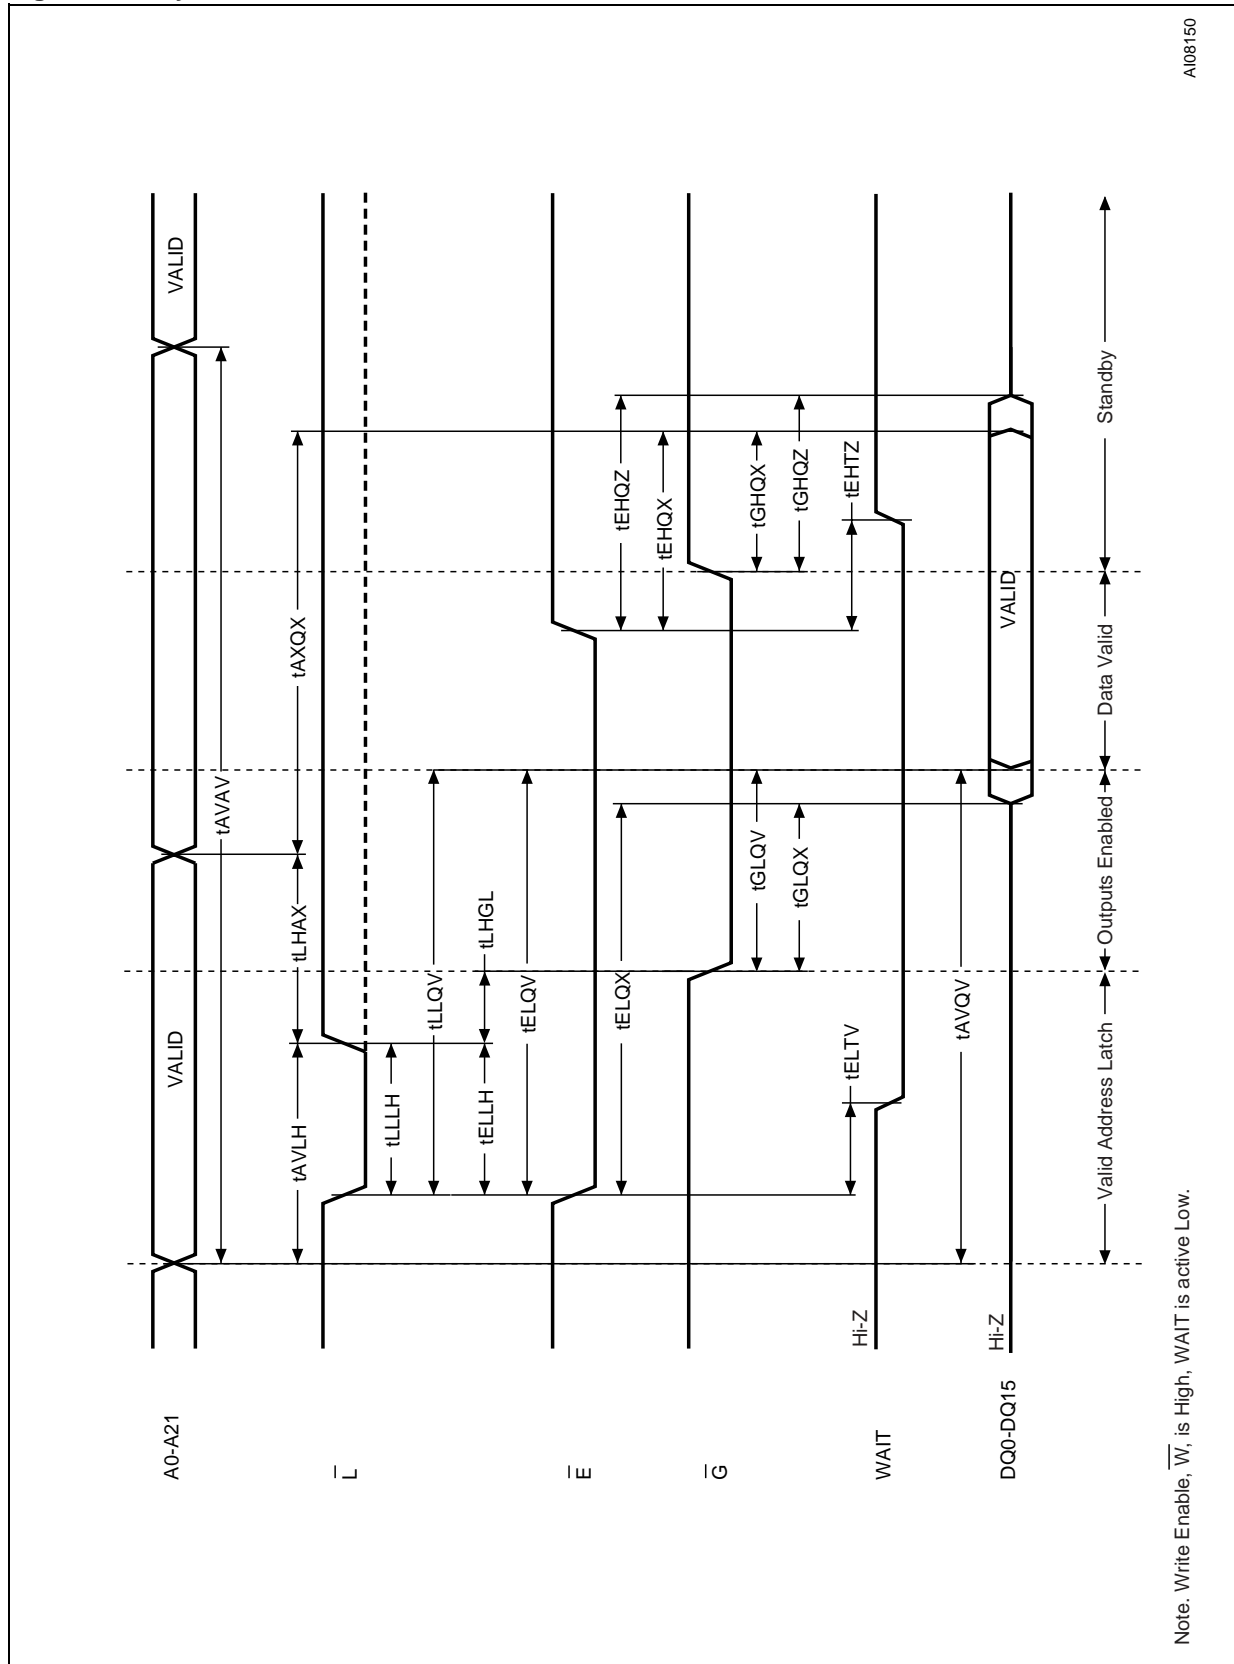 A0-A21
VALID
VALID
tAVAV
tAVLH
tLHAX
tAXQX
L
tLLLH
tLLQV
tELLH
tLHGL
tELQV
E
tELQX
tEHQZ
tEHQX
G
tGLQV
tGHQX
tGLQX
tGHQZ
tELTV
tEHTZ
WAIT
Hi-Z
tAVQV
DQ0-DQ15
Hi-Z
VALID
Valid Address Latch
Outputs Enabled
Data Valid
Standby
Note. Write Enable, W, is High, WAIT is active Low.
AI08150